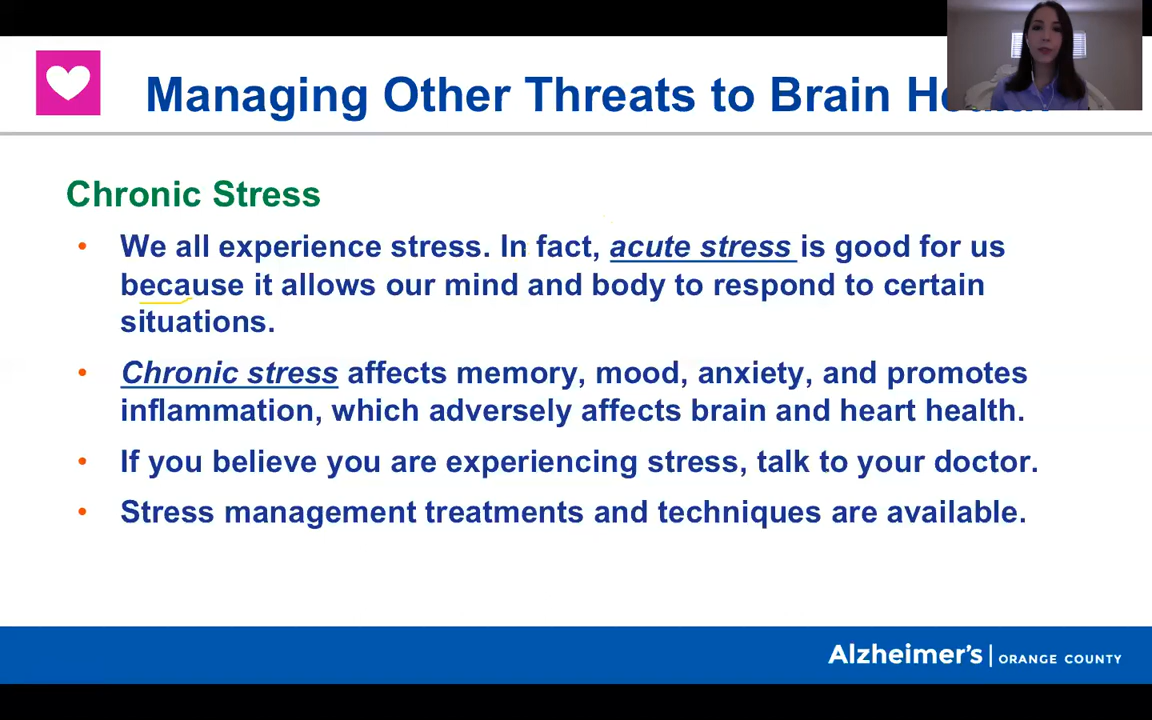 Managing Other Threats to Brain
Chronic Stress
• We all experience stress. In fact, acute stress is good for us
because it allows our mind and body to respond to certain
situations.
• Chronic stress affects memory, mood, anxiety, and promotes
inflammation, which adversely affects brain and heart health.
• If you believe you are experiencing stress, talk to your doctor.
• Stress management treatments and techniques are available.
Alzheimer's | ORANGE COUNTY